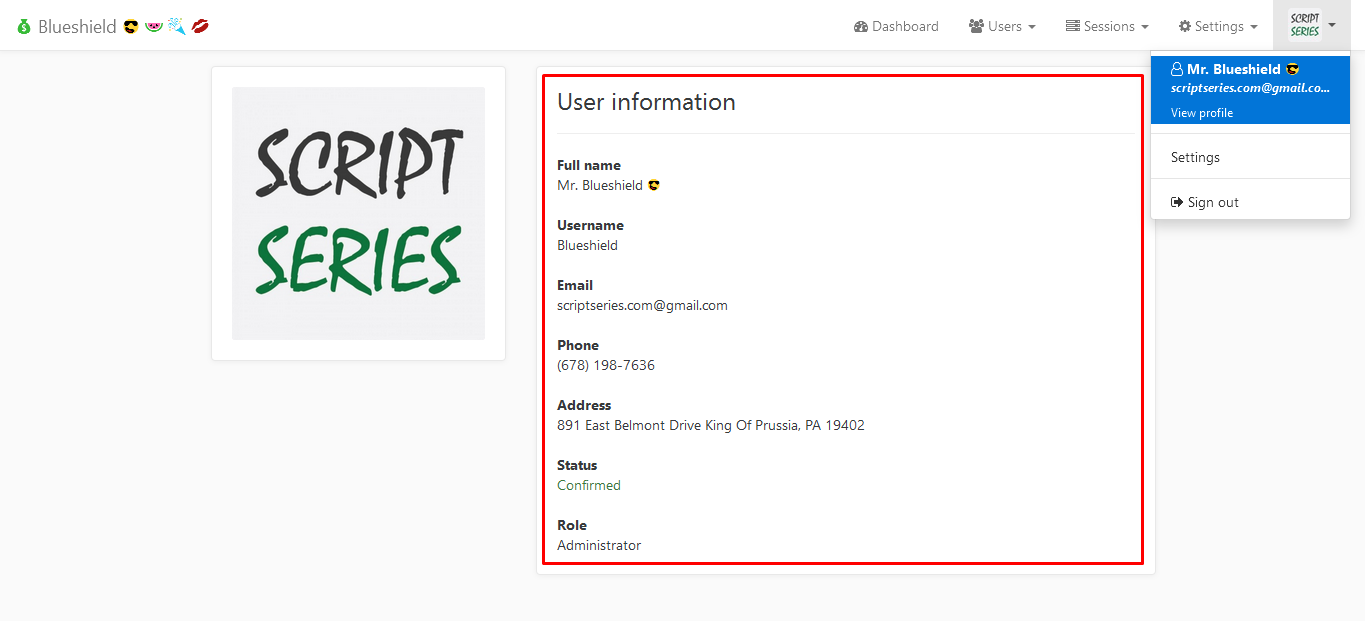 Blueshield 😎 🍉 🎉 💋
Dashboard
Users
Sessions
Settings
SCRIPT
SERIES
Mr. Blueshield 😎
scriptseries.com@gmail.co...
View profile
Settings
Sign out
SCRIPT
SERIES
User information
Full name
Mr. Blueshield 😎
Username
Blueshield
Email
scriptseries.com@gmail.com
Phone
(678) 198-7636
Address
891 East Belmont Drive King Of Prussia, PA 19402
Status
Confirmed
Role
Administrator